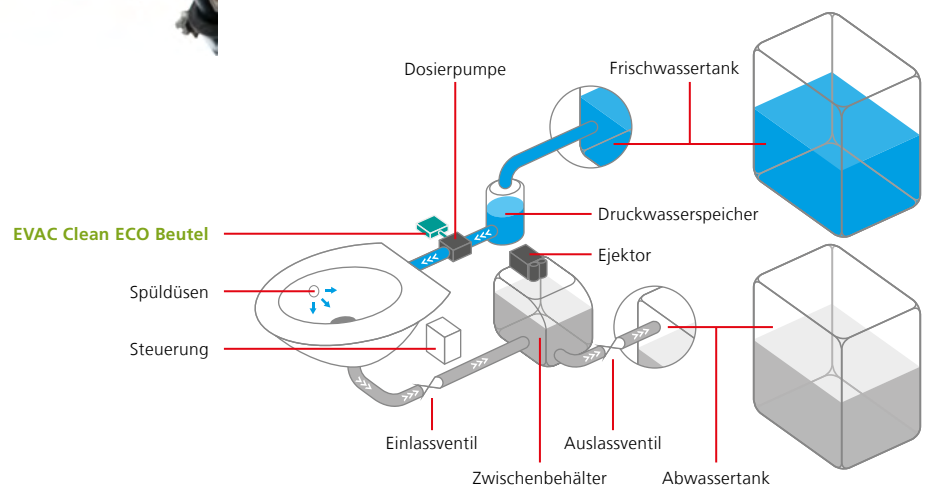 Dosierpumpe
Frischwassertank
Druckwasserspeicher
EVAC Clean ECO Beutel
Ejektor
Spüldüsen
Steuerung
Einlassventil
Auslassventil
Zwischenbehälter
Abwassertank